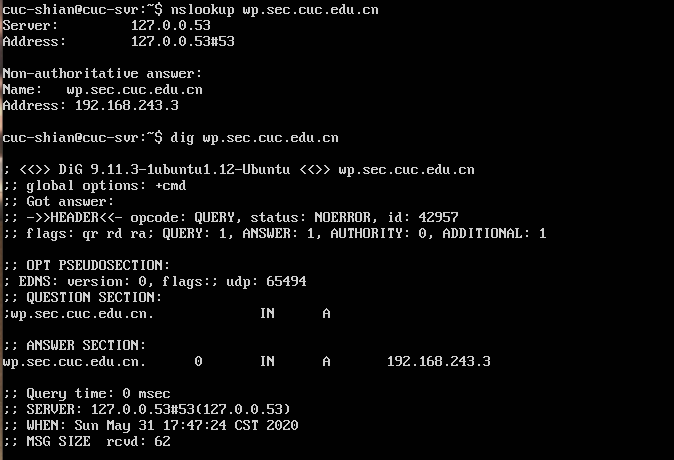 cuc-shian@cuc-svr:~$ nslookup wp.sec.cuc.edu.cn
Server:         127.0.0.53
Address:        127.0.0.53#53
Non-authoritative answer:
Name:   wp.sec.cuc.edu.cn
Address: 192.168.243.3
cuc-shian@cuc-svr:~$ dig wp.sec.cuc.edu.cn
; <<>> DiG 9.11.3-1ubuntu1.12-Ubuntu <<>> wp.sec.cuc.edu.cn
;; global options: +cmd
;; Got answer:
;; ->>HEADER<<- opcode: QUERY, status: NOERROR, id: 42957
;; flags: qr rd ra; QUERY: 1, ANSWER: 1, AUTHORITY: 0, ADDITIONAL: 1
;; OPT PSEUDOSECTION:
; EDNS: version: 0, flags:; udp: 65494
;; QUESTION SECTION:
;wp.sec.cuc.edu.cn.             IN      A
;; ANSWER SECTION:
wp.sec.cuc.edu.cn.      0       IN      A       192.168.243.3
;; Query time: 0 msec
;; SERVER: 127.0.0.53#53(127.0.0.53)
;; WHEN: Sun May 31 17:47:24 CST 2020
;; MSG SIZE  rcvd: 62